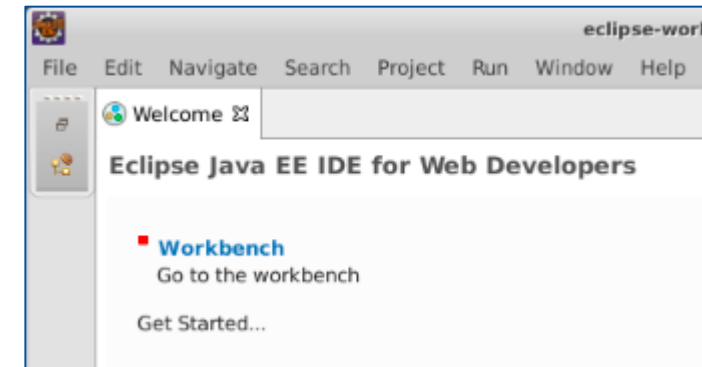 eclipse-work
File Edit Navigate Search Project Run Window Help
Welcome
Eclipse Java EE IDE for Web Developers
Workbench
Go to the workbench
Get Started...